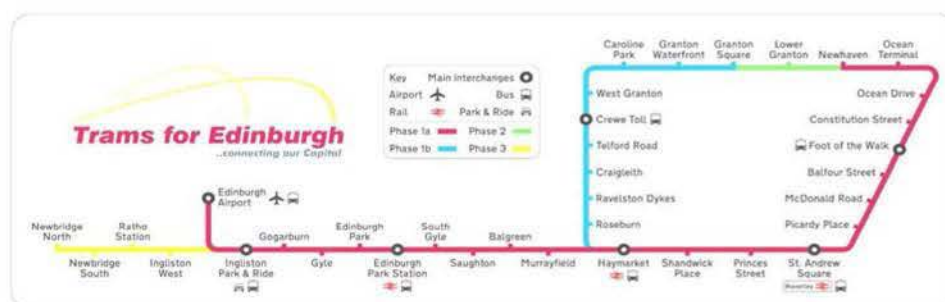 Trams for Edinburgh
...connecting our Capital
Key Main Interchanges
Airport Bus
Rail Park & Ride
Phase 1a Phase 2
Phase 1b Phase 3
Caroline
Park
Granton
Waterfront
Granton
Square
Lower
Granton
Newhaven
Ocean
Terminal
West Granton
Crewe Toll
Telford Road
Craigleith
Ravelston Dykes
Roseburn
Ocean Drive
Constitution Street
Foot of the Walk
Balfour Street
McDonald Road
Picardy Place
Edinburgh
Airport
Newbridge
North
Newbridge
South
Ratho
Station
Ingliston
West
Ingliston
Park & Ride
Gogarburn
Gyle
Edinburgh
Park
Edinburgh
Park Station
South
Gyle
Saughton
Balgreen
Murrayfield
Haymarket
Shandwick
Place
Princes
Street
St. Andrew
Square
Waverley